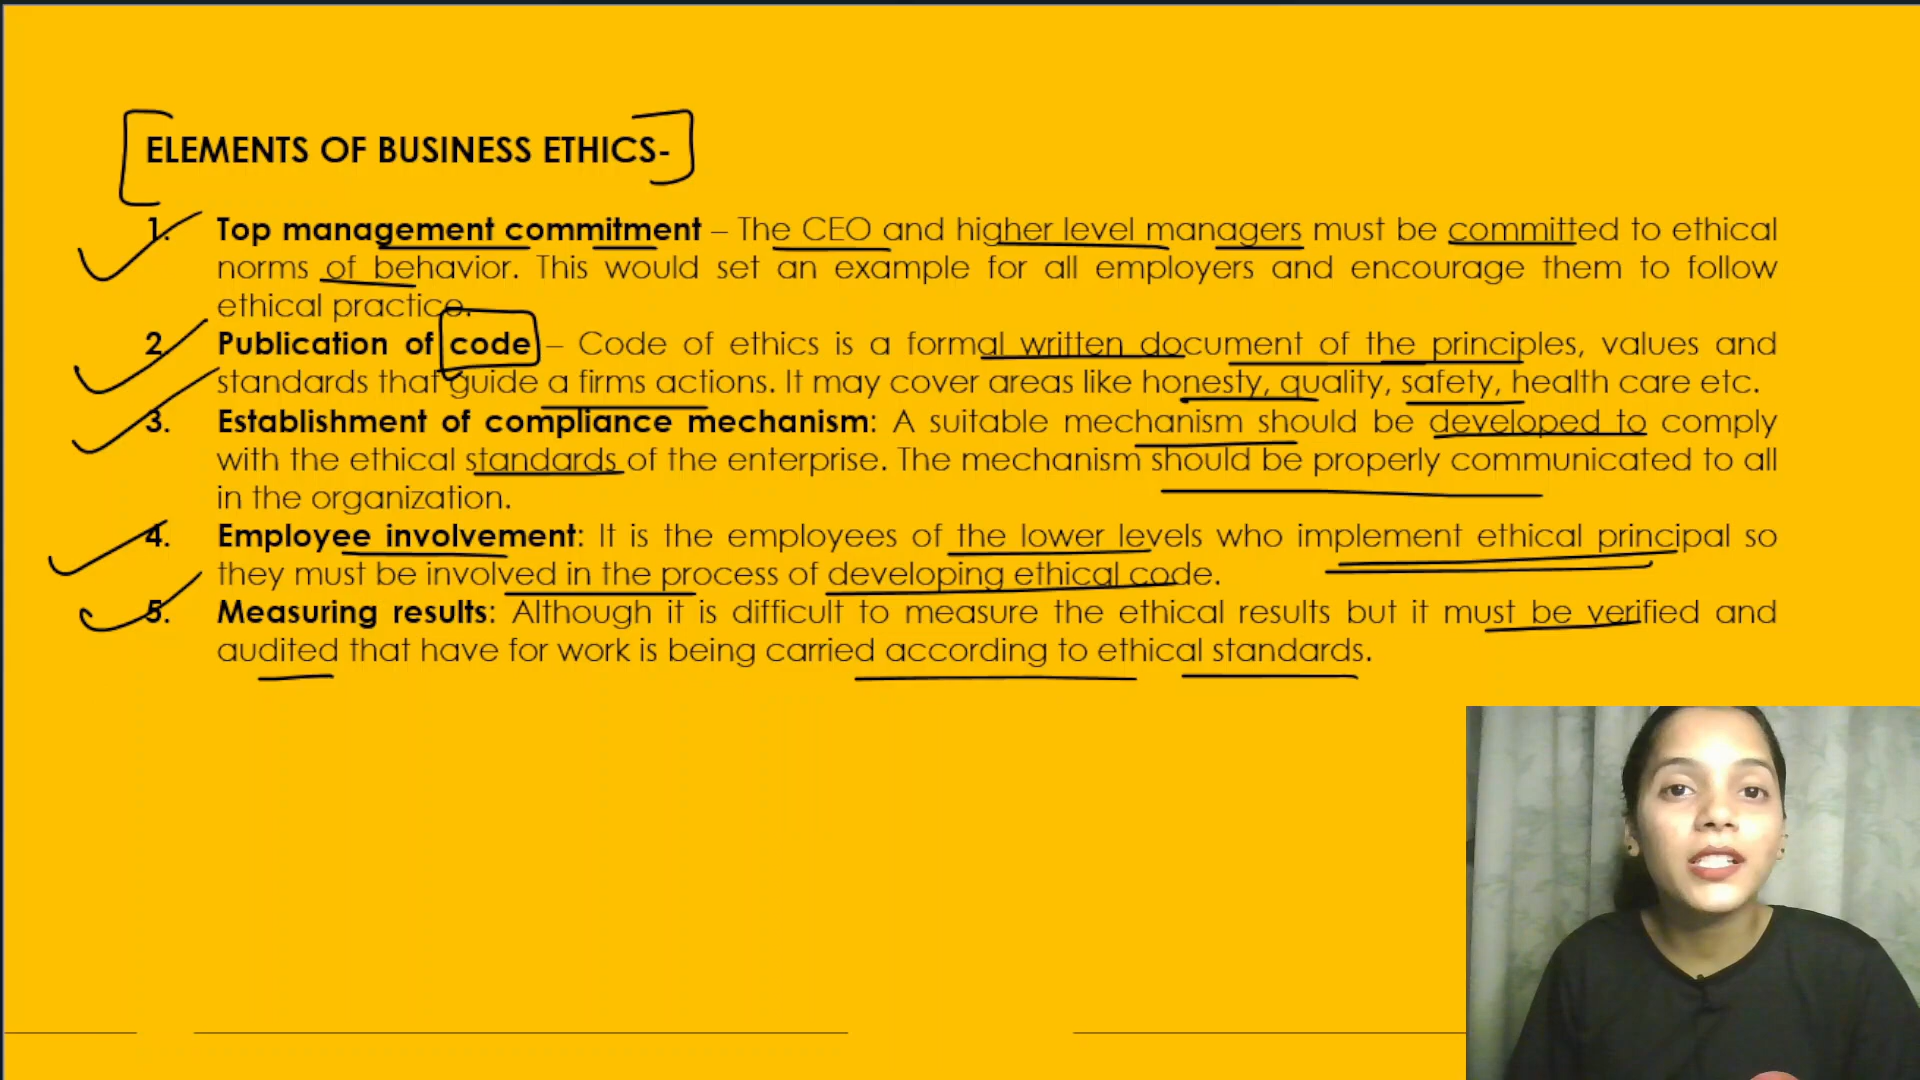 ELEMENTS OF BUSINESS ETHICS-
1. Top management commitment – The CEO and higher level managers must be committed to ethical
norms of behavior. This would set an example for all employers and encourage them to follow
ethical practice.
2. Publication of code – Code of ethics is a formal written document of the principles, values and
standards that guide a firms actions. It may cover areas like honesty, quality, safety, health care etc.
3. Establishment of compliance mechanism: A suitable mechanism should be developed to comply
with the ethical standards of the enterprise. The mechanism should be properly communicated to all
in the organization.
4. Employee involvement: It is the employees of the lower levels who implement ethical principal so
they must be involved in the process of developing ethical code.
5. Measuring results: Although it is difficult to measure the ethical results but it must be verified and
audited that have for work is being carried according to ethical standards.